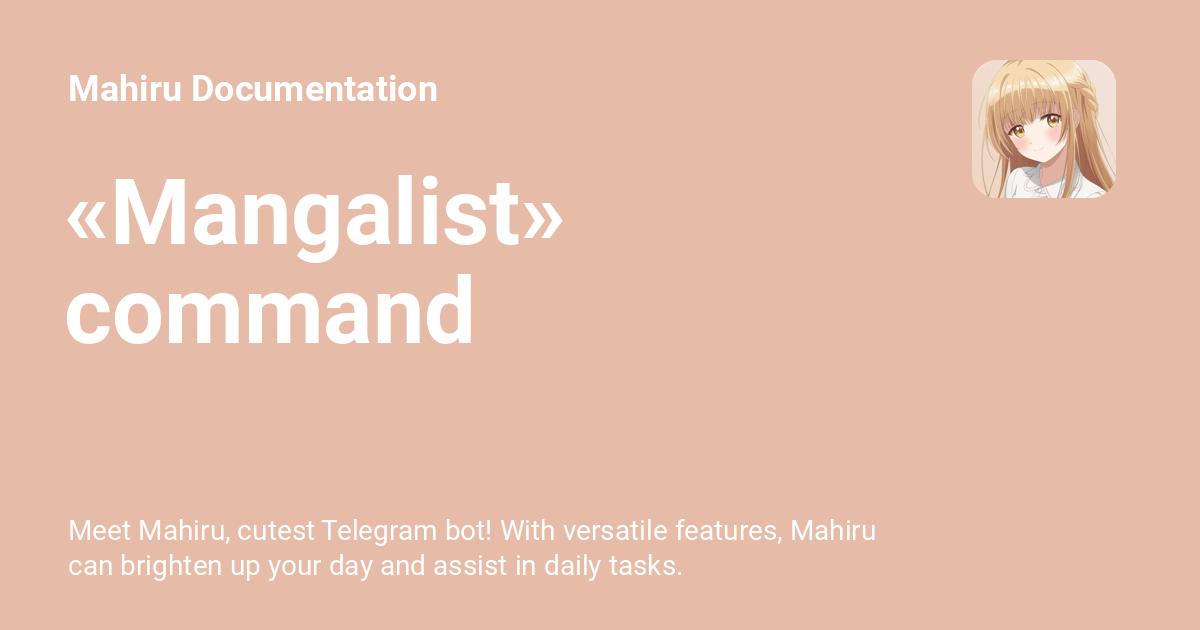 Mahiru Documentation
«Mangalist»
command
Meet Mahiru, cutest Telegram bot! With versatile features, Mahiru
can brighten up your day and assist in daily tasks.